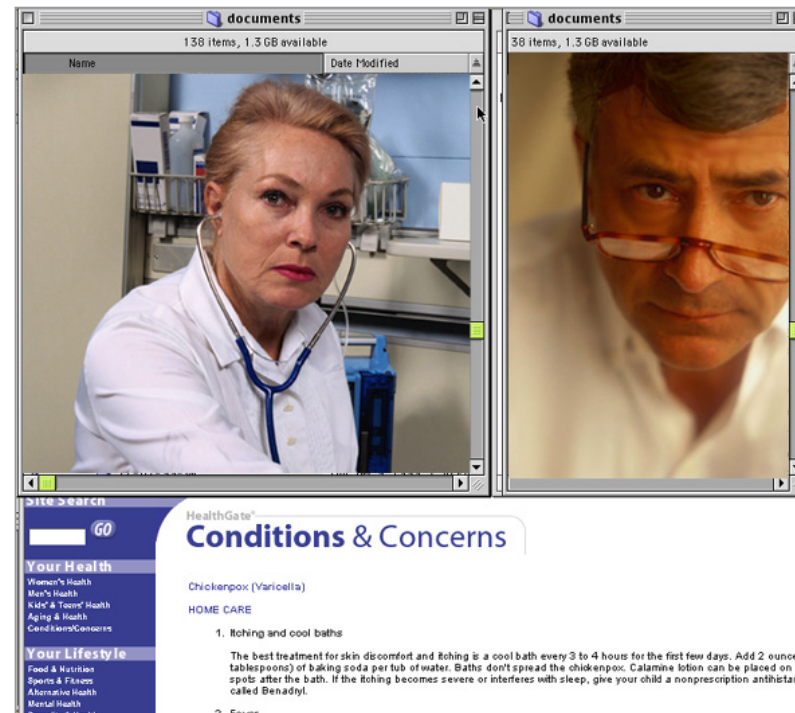 documents
138 items, 1.3 GB available
Name Date Modified
documents
38 items, 1.3 GB available
Site Search
GO
HealthGate®
Conditions & Concerns
Your Health
Women's Health
Men's Health
Kids' & Teens' Health
Aging & Health
Conditions/Concerns
Your Lifestyle
Food & Nutrition
Sports & Fitness
Alternative Health
Mental Health
Chickenpox (Varicella)
HOME CARE
1. Itching and cool baths
The best treatment for skin discomfort and itching is a cool bath every 3 to 4 hours for the first few days. Add 2 ounce
tablespoons) of baking soda per tub of water. Baths don't spread the chickenpox. Calamine lotion can be placed on
spots after the bath. If the itching becomes severe or interferes with sleep, give your child a nonprescription antihista
called Benadryl.
2. Fever